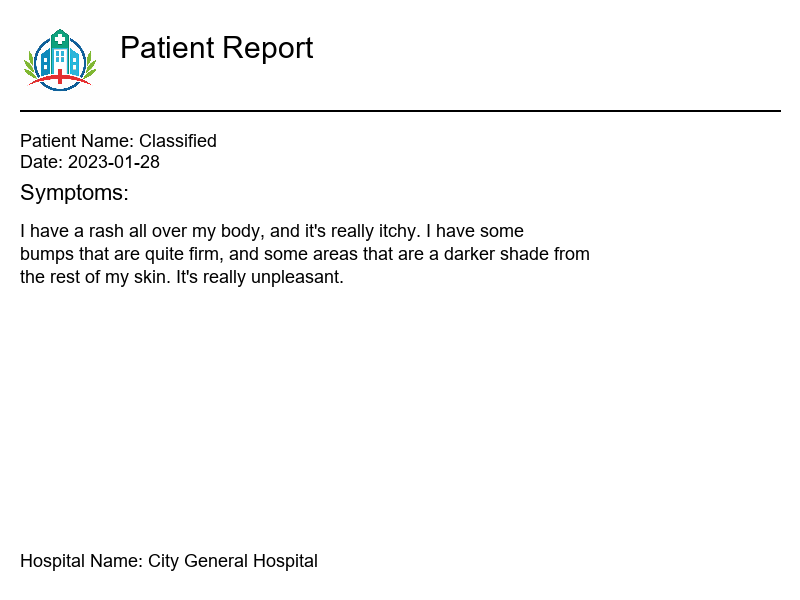 Patient Report
Patient Name: Classified
Date: 2023-01-28
Symptoms:
I have a rash all over my body, and it's really itchy. I have some
bumps that are quite firm, and some areas that are a darker shade from
the rest of my skin. It's really unpleasant.
Hospital Name: City General Hospital